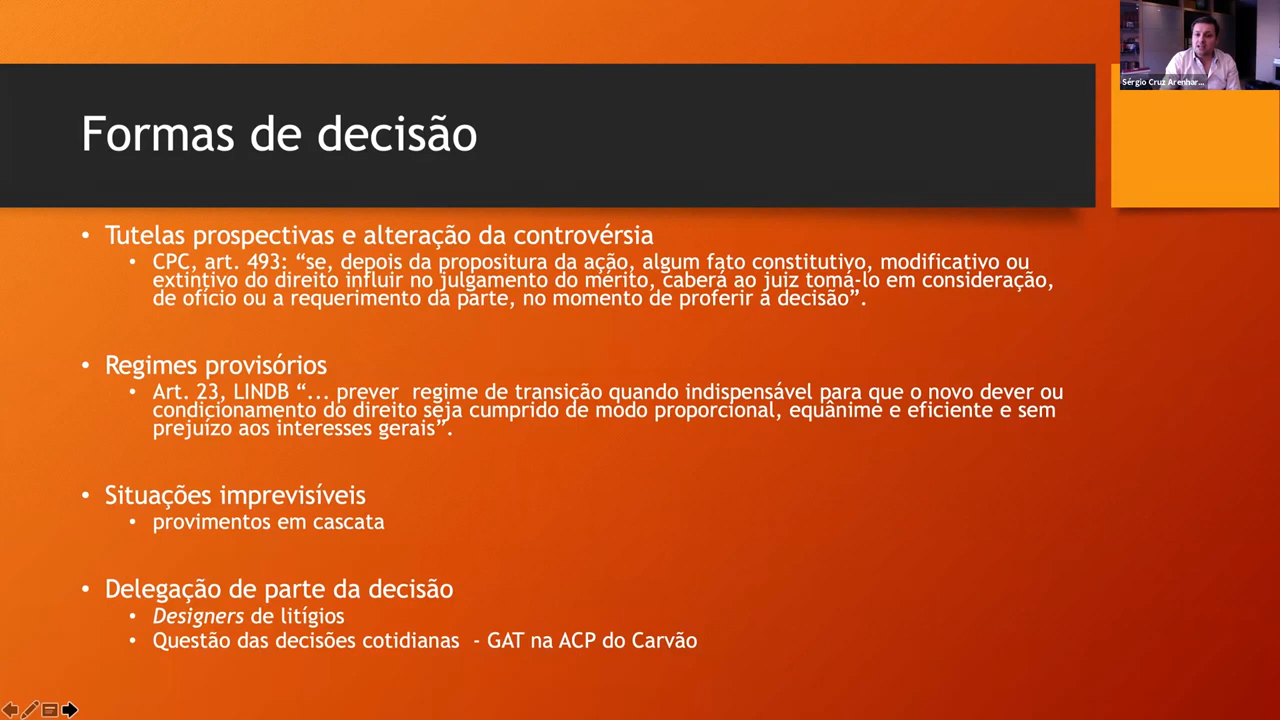 Sérgio Cruz Arenhar...
Formas de decisão
• Tutelas prospectivas e alteração da controvérsia
• CPC, art. 493: “se, depois da propositura da ação, algum fato constitutivo, modificativo ou
extintivo do direito influir no julgamento do mérito, caberá ao juiz tomá-lo em consideração,
de ofício ou a requerimento da parte, no momento de proferir a decisão”.
• Regimes provisórios
• Art. 23, LINDB “... prever regime de transição quando indispensável para que o novo dever ou
condicionamento do direito seja cumprido de modo proporcional, equânime e eficiente e sem
prejuízo aos interesses gerais”.
• Situações imprevisíveis
• provimentos em cascata
• Delegação de parte da decisão
• Designers de litígios
• Questão das decisões cotidianas - GAT na ACP do Carvão